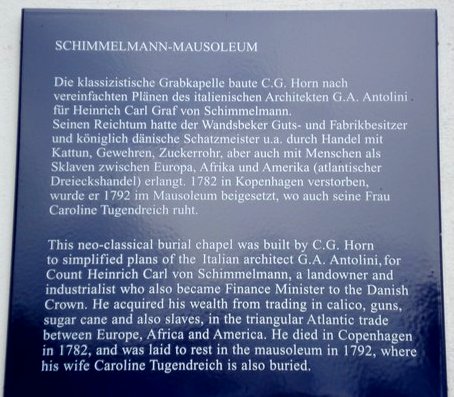 SCHIMMELMANN-MAUSOLEUM
Die klassizistische Grabkapelle baute C.G. Horn nach
vereinfachten Plänen des italienischen Architekten G.A. Antolini
für Heinrich Carl Graf von Schimmelmann.
Seinen Reichtum hatte der Wandsbeker Guts- und Fabrikbesitzer
und königlich dänische Schatzmeister u.a. durch Handel mit
Kattun, Gewehren, Zuckerrohr, aber auch mit Menschen als
Sklaven zwischen Europa, Afrika und Amerika (atlantischer
Dreieckshandel) erlangt. 1782 in Kopenhagen verstorben,
wurde er 1792 im Mausoleum beigesetzt, wo auch seine Frau
Caroline Tugendreich ruht.
This neo-classical burial chapel was built by C.G. Horn
to simplified plans of the Italian architect G.A. Antolini, for
Count Heinrich Carl von Schimmelmann, a landowner and
industrialist who also became Finance Minister to the Danish
Crown. He acquired his wealth from trading in calico, guns,
sugar cane and also slaves, in the triangular Atlantic trade
between Europe, Africa and America. He died in Copenhagen
in 1782, and was laid to rest in the mausoleum in 1792, where
his wife Caroline Tugendreich is also buried.